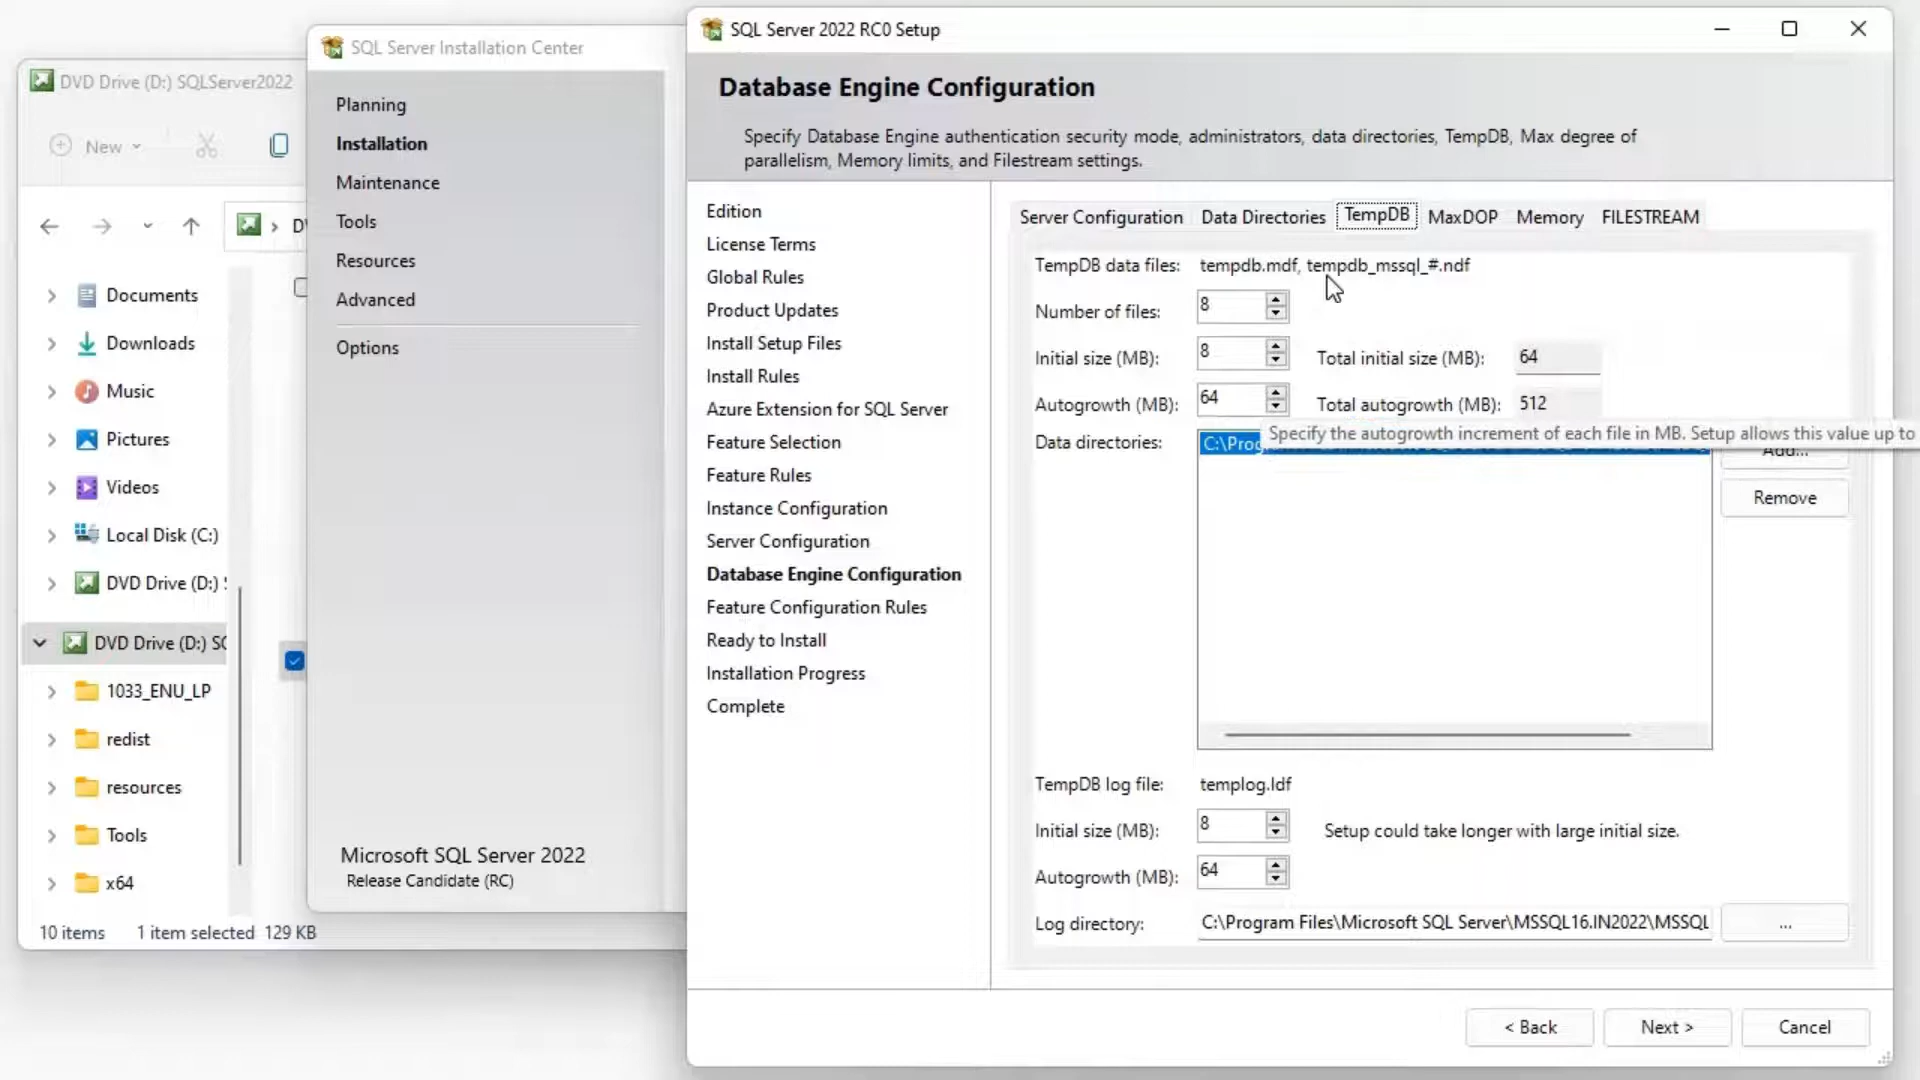 DVD Drive (D:) SQLServer2022
New
Documents
Downloads
Music
Pictures
Videos
Local Disk (C:)
DVD Drive (D:)
DVD Drive (D:)
1033_ENU_LP
redist
resources
Tools
x64
10 items 1 item selected 129 KB
SQL Server Installation Center
Planning
Installation
Maintenance
Tools
Resources
Advanced
Options
Microsoft SQL Server 2022
Release Candidate (RC)
SQL Server 2022 RC0 Setup
Database Engine Configuration
Specify Database Engine authentication security mode, administrators, data directories, TempDB, Max degree of
parallelism, Memory limits, and Filestream settings.
Edition
License Terms
Global Rules
Product Updates
Install Setup Files
Install Rules
Azure Extension for SQL Server
Feature Selection
Feature Rules
Instance Configuration
Server Configuration
Database Engine Configuration
Feature Configuration Rules
Ready to Install
Installation Progress
Complete
Server Configuration Data Directories TempDB MaxDOP Memory FILESTREAM
TempDB data files: tempdb.mdf, tempdb_mssql_#.ndf
Number of files: 8
Initial size (MB): 8 Total initial size (MB): 64
Autogrowth (MB): 64 Total autogrowth (MB): 512
Specify the autogrowth increment of each file in MB. Setup allows this value up to
Data directories: C:\Prog
Add...
Remove
TempDB log file: templog.ldf
Initial size (MB): 8 Setup could take longer with large initial size.
Autogrowth (MB): 64
Log directory: C:\Program Files\Microsoft SQL Server\MSSQL16.IN2022\MSSQL ...
< Back Next > Cancel